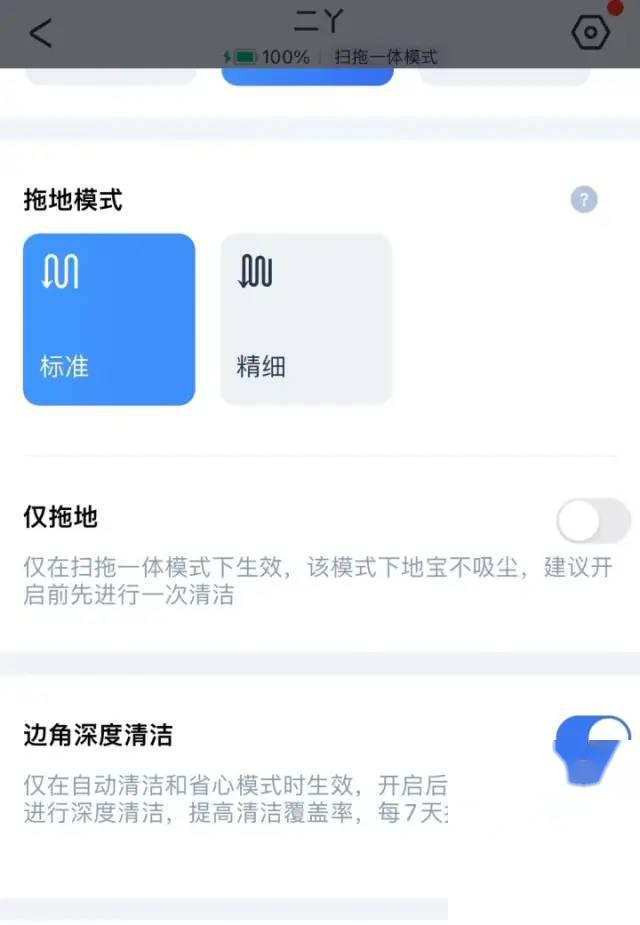 二丫
100% 扫拖一体模式
拖地模式
?
标准
精细
仅拖地
仅在扫拖一体模式下生效，该模式下地宝不吸尘，建议开
启前先进行一次清洁
边角深度清洁
仅在自动清洁和省心模式时生效，开启后
进行深度清洁，提高清洁覆盖率，每7天